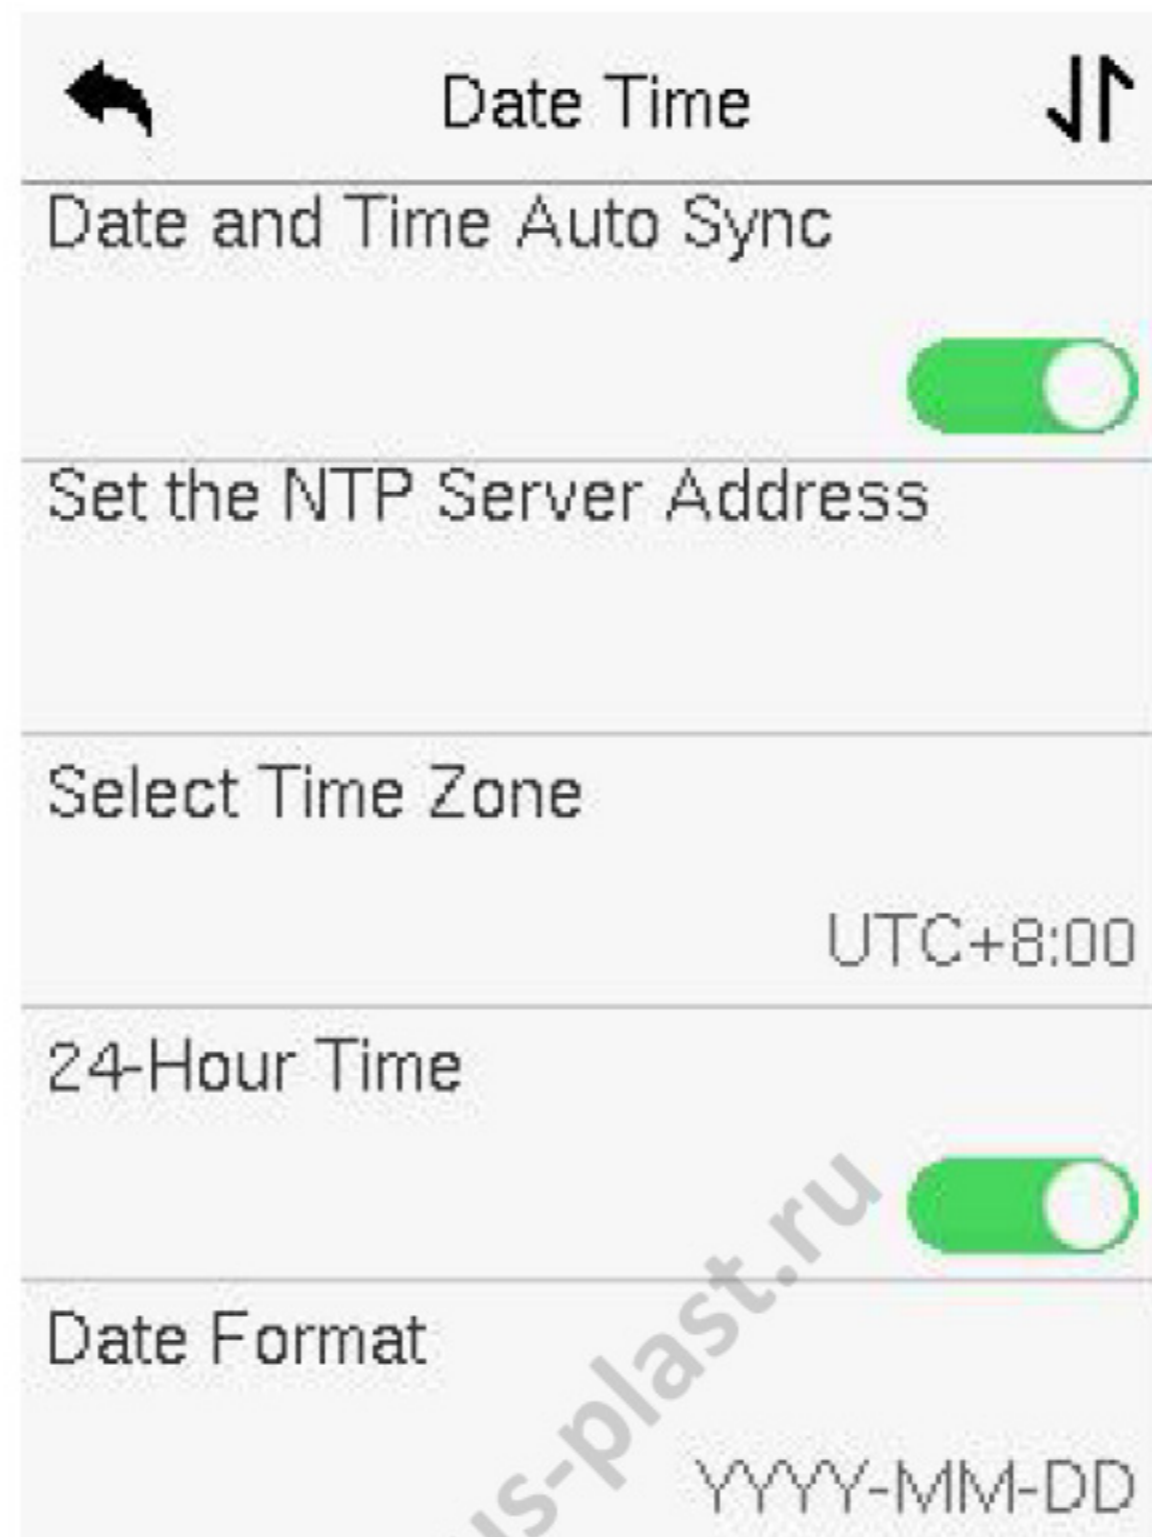 Date Time
Date and Time Auto Sync
Set the NTP Server Address
Select Time Zone
UTC+8:00
24-Hour Time
Date Format
YYYY-MM-DD
us-plast.ru